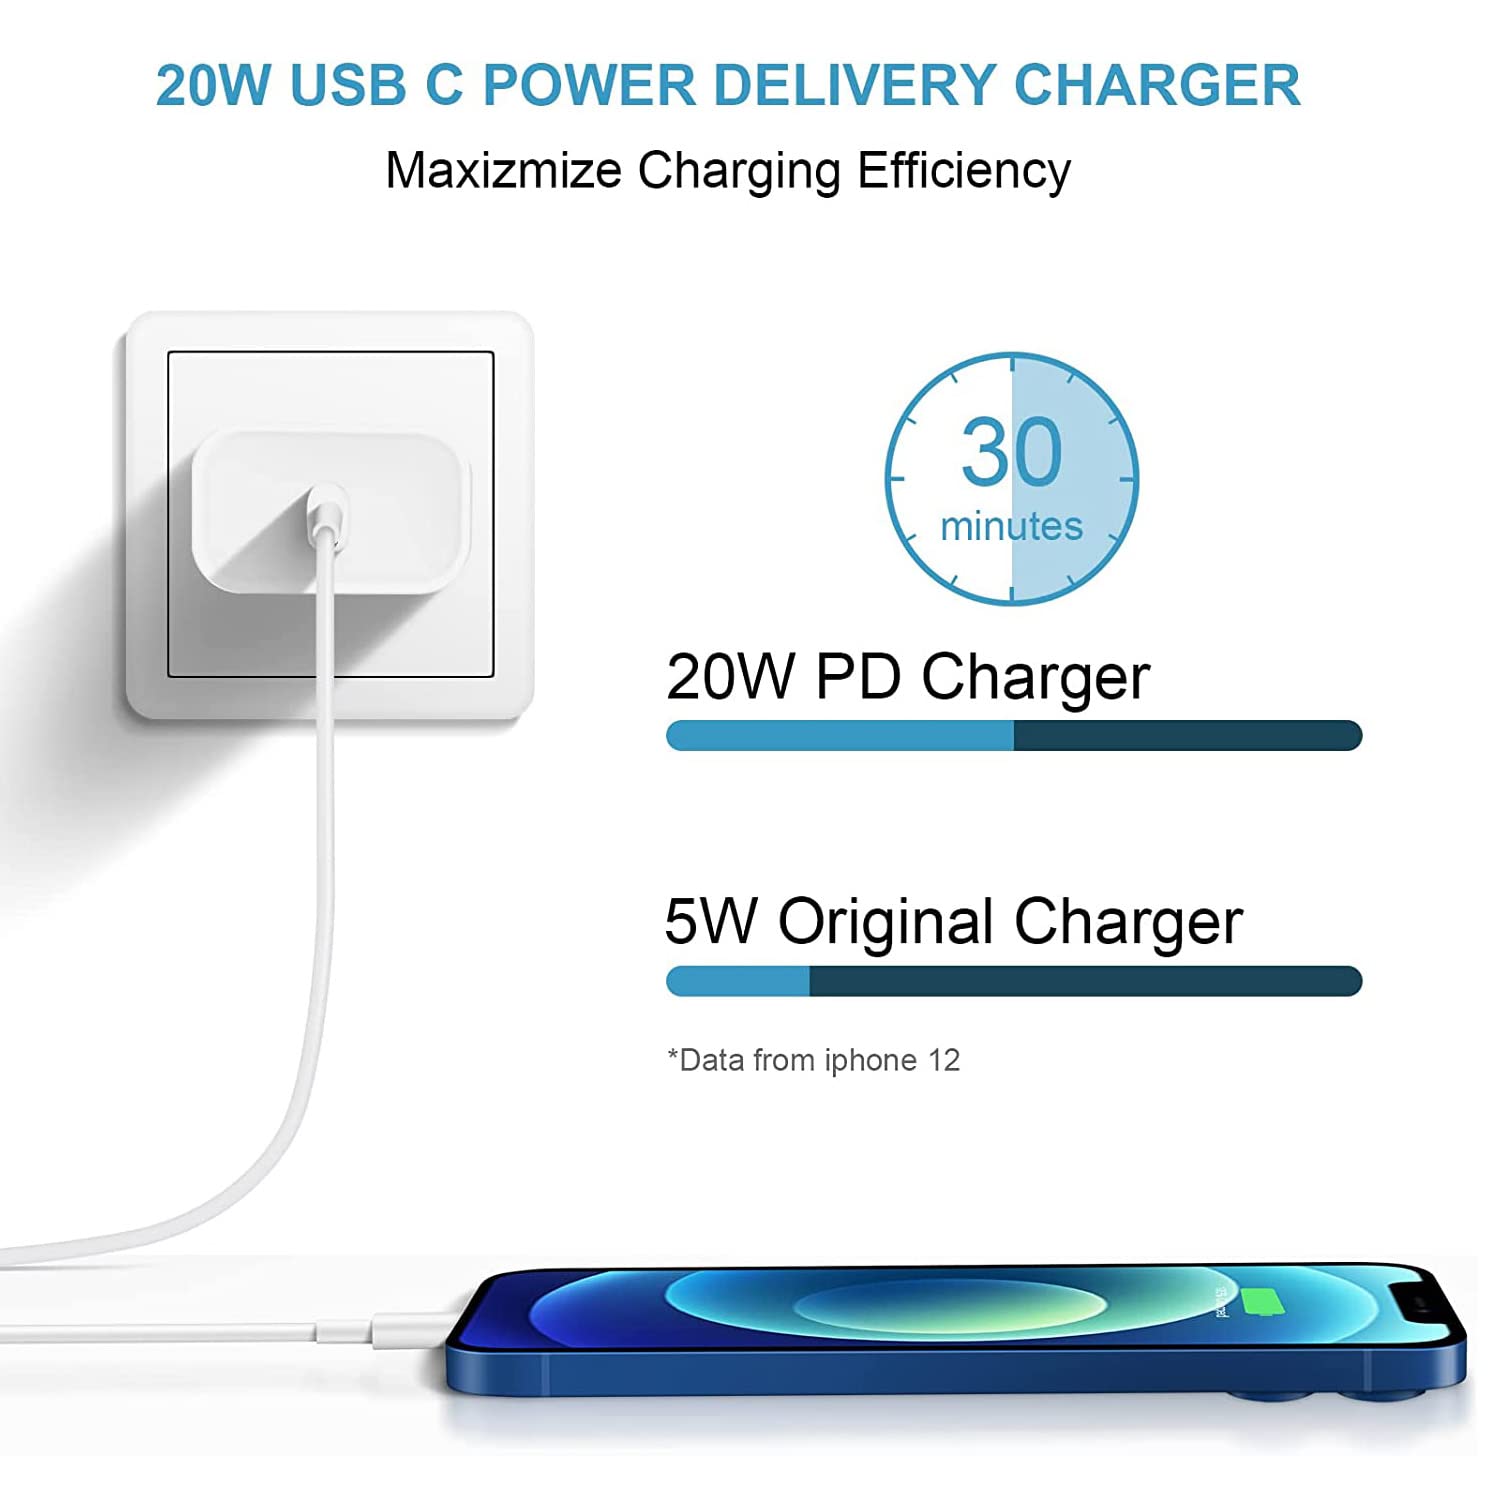 20W USB C POWER DELIVERY CHARGER
Maxizmize Charging Efficiency
30
minutes
20W PD Charger
5W Original Charger
*Data from iphone 12